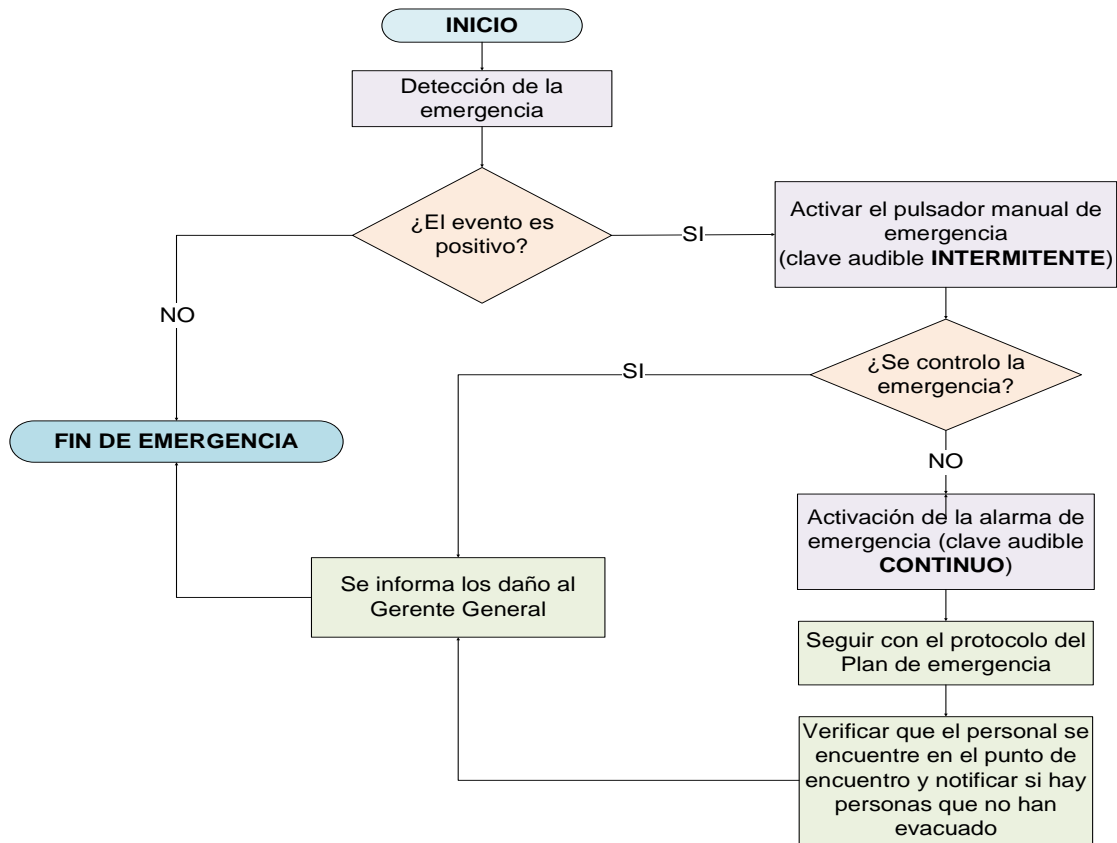 INICIO
Detección de la
emergencia
¿El evento es
positivo?
SI
Activar el pulsador manual de
emergencia
(clave audible INTERMITENTE)
NO
¿Se controlo la
emergencia?
SI
FIN DE EMERGENCIA
NO
Activación de la alarma de
emergencia (clave audible
CONTINUO)
Se informa los daño al
Gerente General
Seguir con el protocolo del
Plan de emergencia
Verificar que el personal se
encuentre en el punto de
encuentro y notificar si hay
personas que no han
evacuado